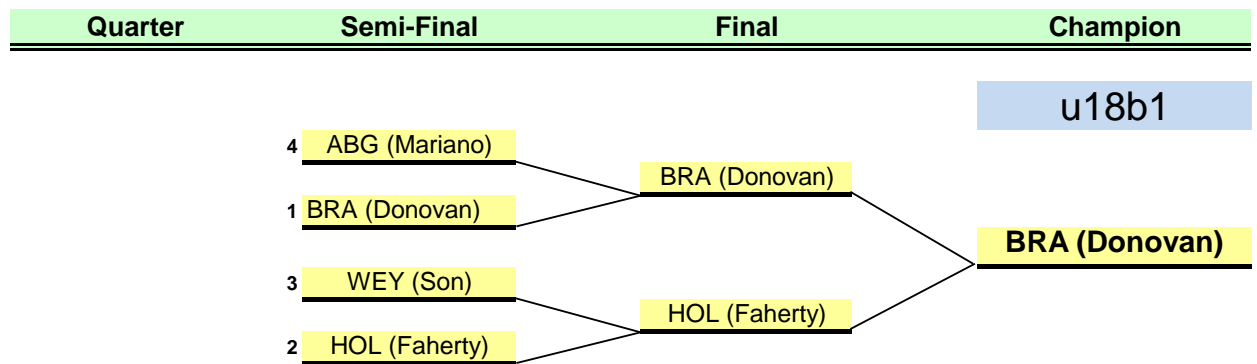 Quarter Semi-Final Final Champion
u18b1
4 ABG (Mariano)
BRA (Donovan)
1 BRA (Donovan)
BRA (Donovan)
3 WEY (Son)
HOL (Faherty)
2 HOL (Faherty)